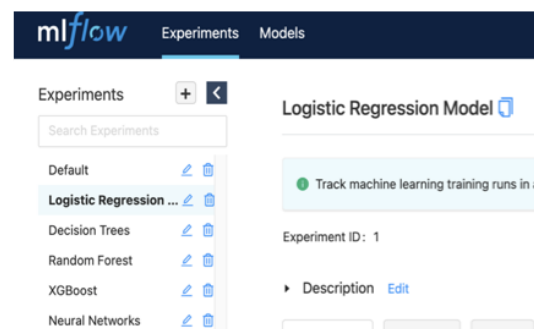 mlflow Experiments Models
Experiments
Search Experiments
Default
Logistic Regression ...
Decision Trees
Random Forest
XGBoost
Neural Networks
Logistic Regression Model
Track machine learning training runs in
Experiment ID: 1
Description Edit